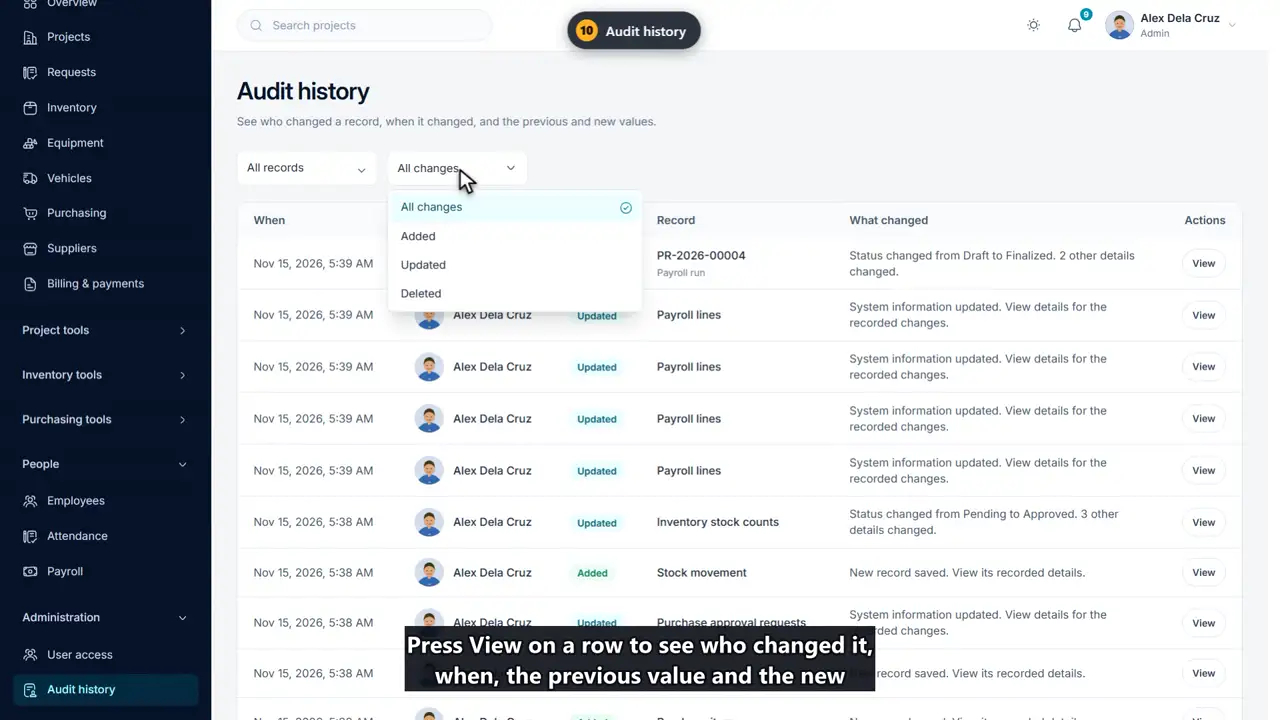 Overview
Projects
Requests
Inventory
Equipment
Vehicles
Purchasing
Suppliers
Billing & payments
Project tools
Inventory tools
Purchasing tools
People
Employees
Attendance
Payroll
Administration
User access
Audit history
Search projects
10 Audit history
9
Alex Dela Cruz
Admin
Audit history
See who changed a record, when it changed, and the previous and new values.
All records
All changes
All changes
Added
Updated
Deleted
When Record What changed Actions
Nov 15, 2026, 5:39 AM PR-2026-00004 Payroll run Status changed from Draft to Finalized. 2 other details changed. View
Nov 15, 2026, 5:39 AM Alex Dela Cruz Updated Payroll lines System information updated. View details for the recorded changes. View
Nov 15, 2026, 5:39 AM Alex Dela Cruz Updated Payroll lines System information updated. View details for the recorded changes. View
Nov 15, 2026, 5:39 AM Alex Dela Cruz Updated Payroll lines System information updated. View details for the recorded changes. View
Nov 15, 2026, 5:39 AM Alex Dela Cruz Updated Payroll lines System information updated. View details for the recorded changes. View
Nov 15, 2026, 5:38 AM Alex Dela Cruz Updated Inventory stock counts Status changed from Pending to Approved. 3 other details changed. View
Nov 15, 2026, 5:38 AM Alex Dela Cruz Added Stock movement New record saved. View its recorded details. View
Nov 15, 2026, 5:38 AM Alex Dela Cruz Updated Purchase approval requests System information updated. View details for the recorded changes. View
Nov 15, 2026, 5:38 AM record saved. View its recorded details. View
Press View on a row to see who changed it,
when, the previous value and the new